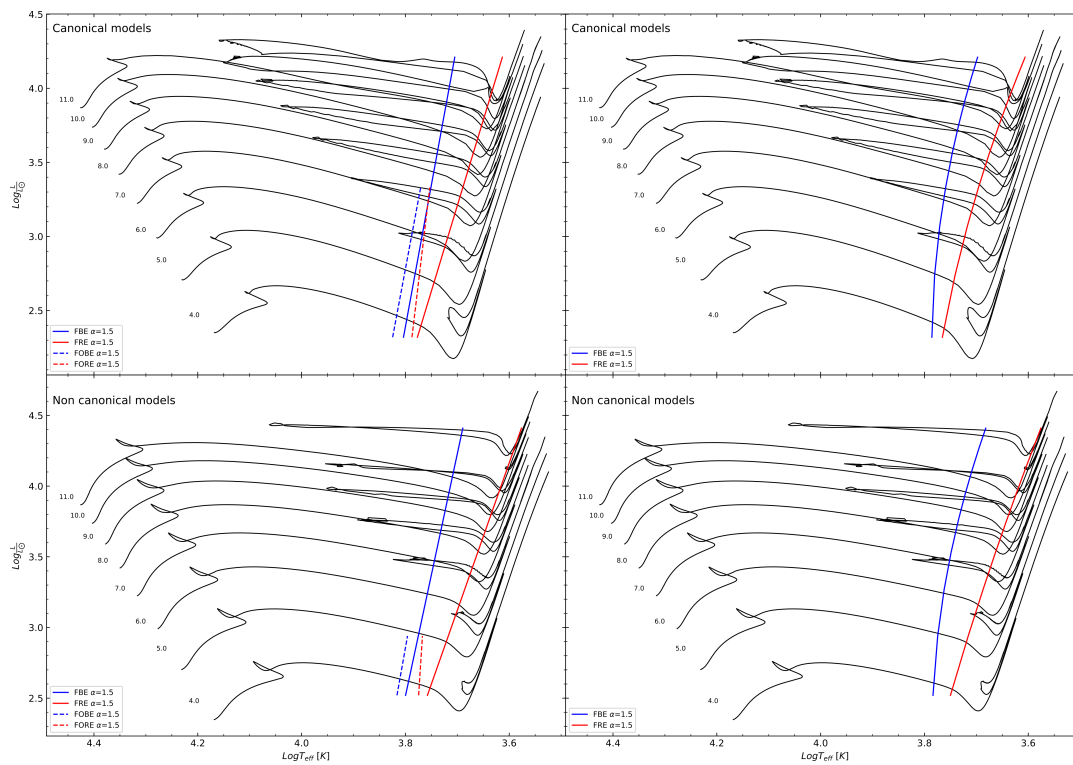 Canonical models
4.5
4.0
3.5
3.0
2.5
Log L/L⊙
11.0
10.0
9.0
8.0
7.0
6.0
5.0
4.0
FBE α=1.5
FRE α=1.5
FOBE α=1.5
FORE α=1.5
Canonical models
11.0
10.0
9.0
8.0
7.0
6.0
5.0
4.0
FBE α=1.5
FRE α=1.5
Non canonical models
4.5
4.0
3.5
3.0
2.5
Log L/L⊙
11.0
10.0
9.0
8.0
7.0
6.0
5.0
4.0
FBE α=1.5
FRE α=1.5
FOBE α=1.5
FORE α=1.5
4.4 4.2 4.0 3.8 3.6
LogTeff [K]
Non canonical models
11.0
10.0
9.0
8.0
7.0
6.0
5.0
4.0
FBE α=1.5
FRE α=1.5
4.4 4.2 4.0 3.8 3.6
LogTeff [K]